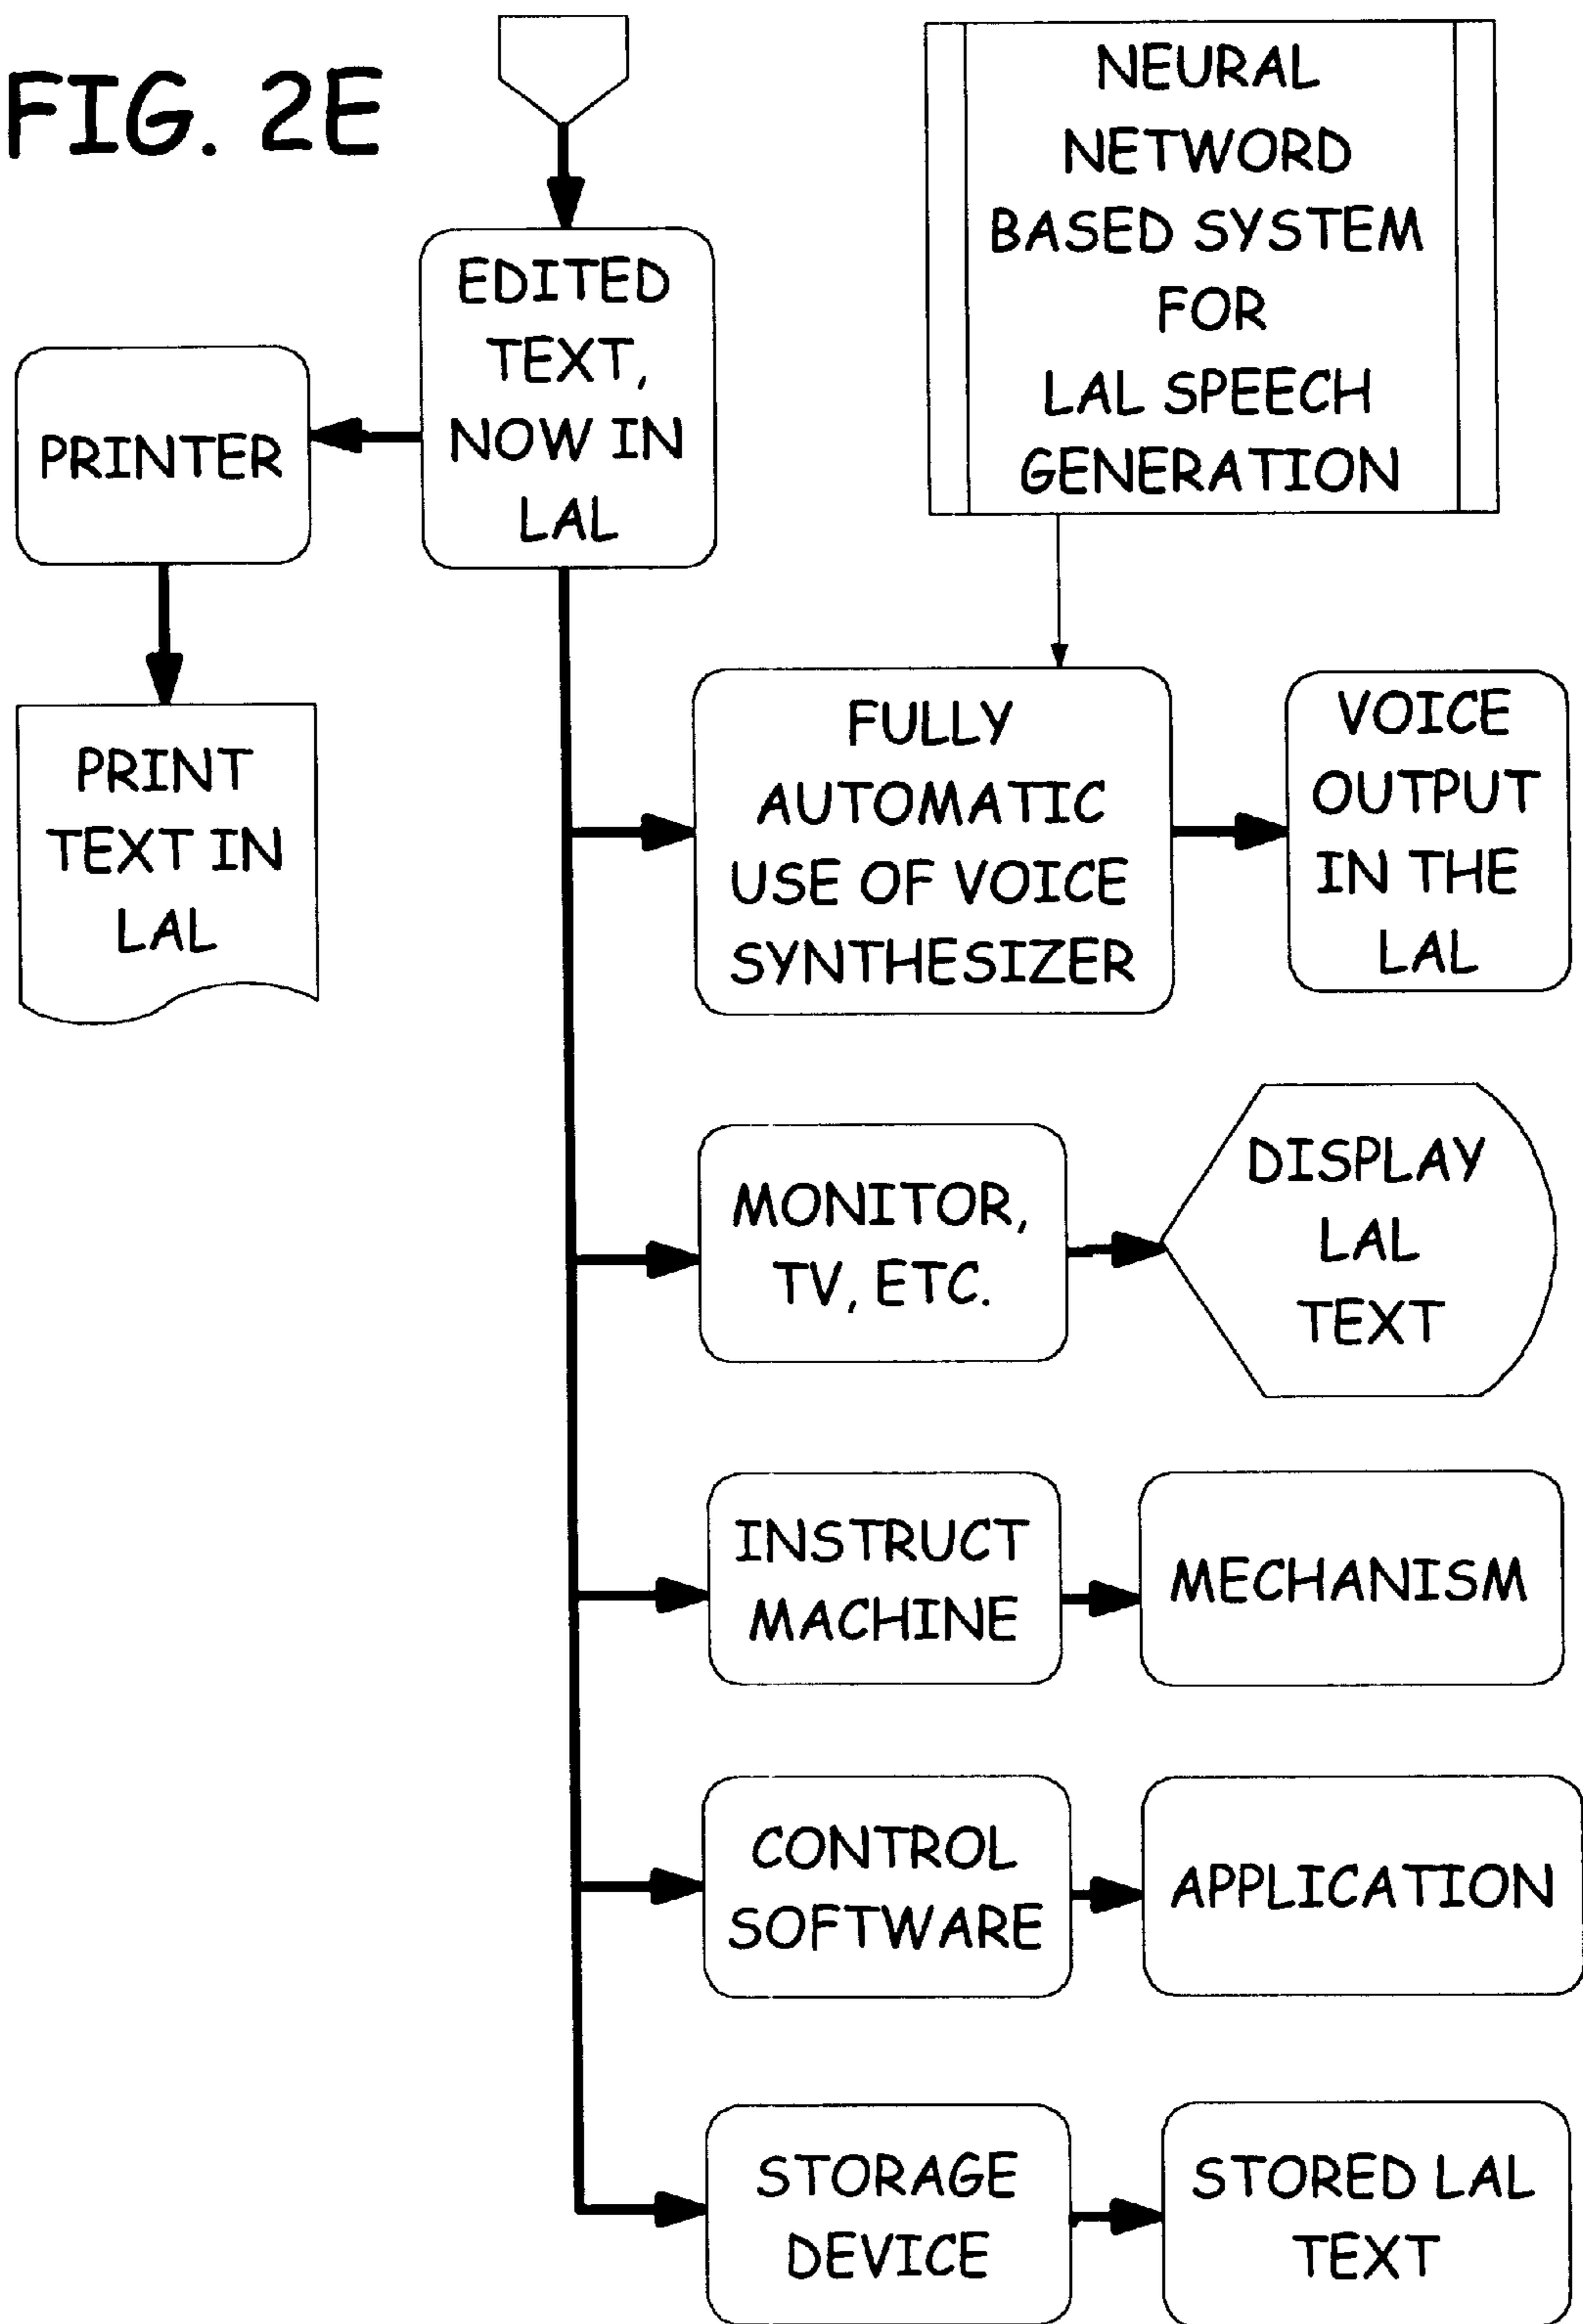 FIG. 2E
NEURAL
NETWORD
BASED SYSTEM
FOR
LAL SPEECH
GENERATION
EDITED
TEXT,
NOW IN
LAL
PRINTER
PRINT
TEXT IN
LAL
FULLY
AUTOMATIC
USE OF VOICE
SYNTHESIZER
VOICE
OUTPUT
IN THE
LAL
MONITOR,
TV, ETC.
DISPLAY
LAL
TEXT
INSTRUCT
MACHINE
MECHANISM
CONTROL
SOFTWARE
APPLICATION
STORAGE
DEVICE
STORED LAL
TEXT